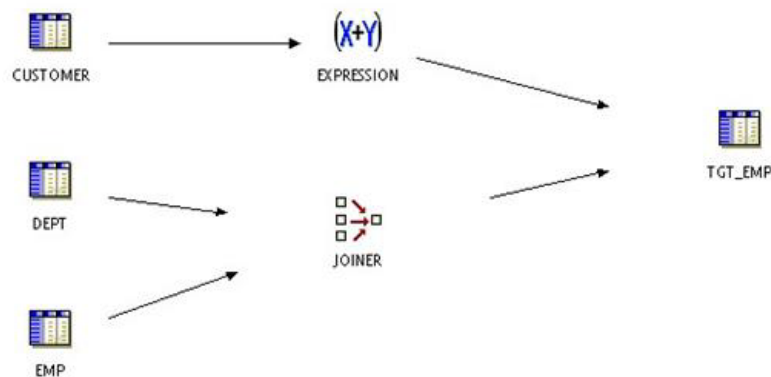 (X+Y)
CUSTOMER
EXPRESSION
TGT_EMP
DEPT
JOINER
EMP